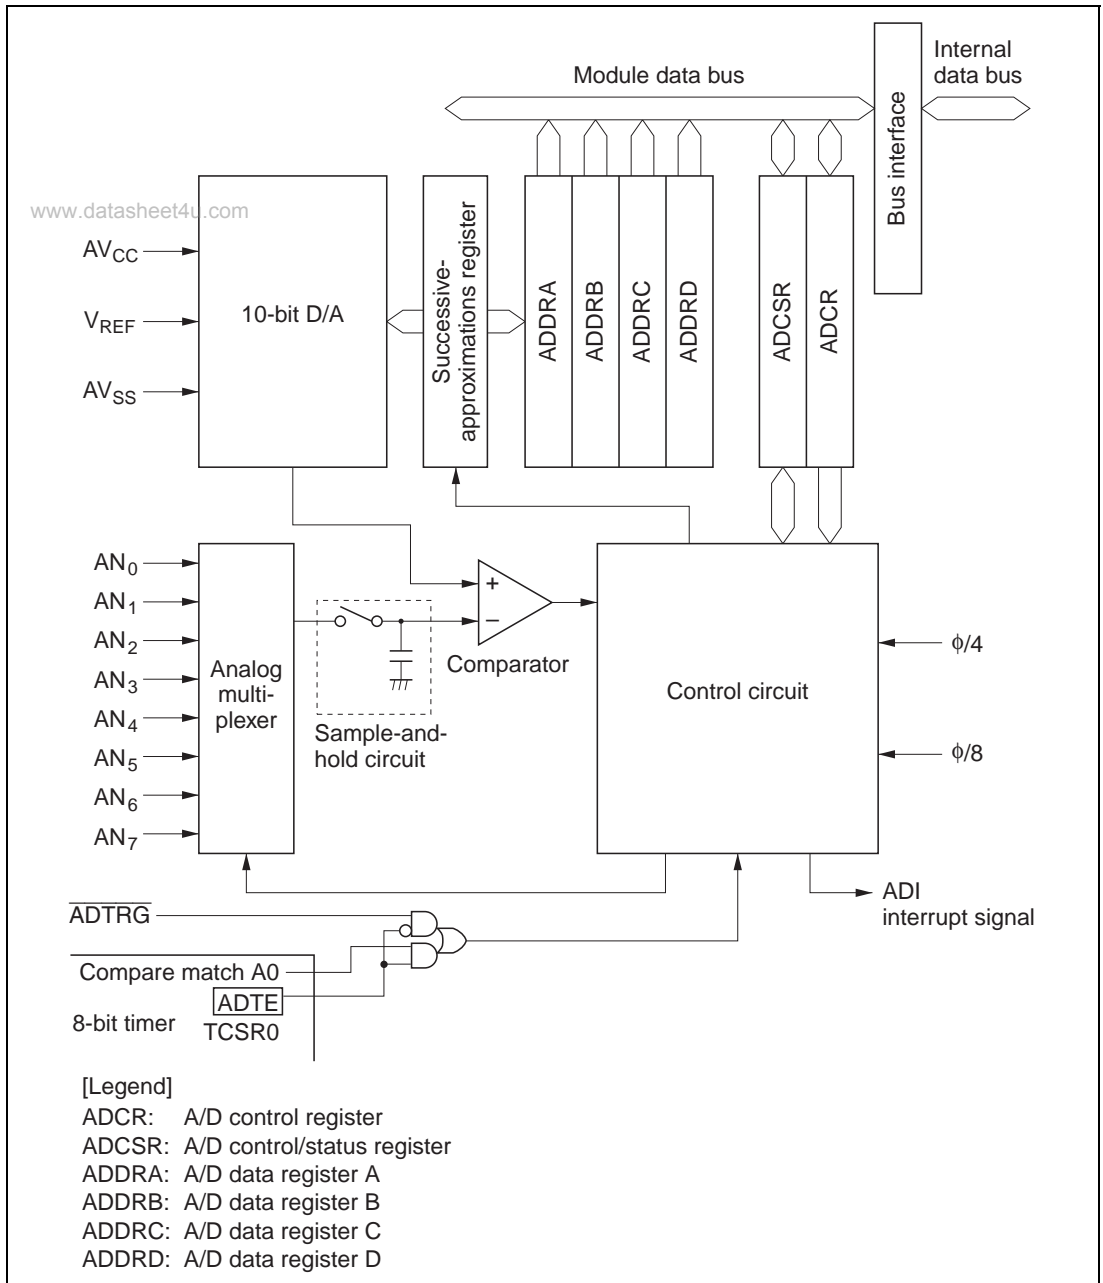 Internal
data bus
Module data bus
Bus interface
www.datasheet4u.com
AVCC
VREF
AVSS
10-bit D/A
Successive-
approximations register
ADDRA
ADDRB
ADDRC
ADDRD
ADCSR
ADCR
AN0
AN1
AN2
AN3
AN4
AN5
AN6
AN7
Analog
multi-
plexer
Sample-and-
hold circuit
+
−
Comparator
Control circuit
ϕ/4
ϕ/8
ADI
interrupt signal
ADTRG
Compare match A0
ADTE
8-bit timer
TCSR0
[Legend]
ADCR: A/D control register
ADCSR: A/D control/status register
ADDRA: A/D data register A
ADDRB: A/D data register B
ADDRC: A/D data register C
ADDRD: A/D data register D